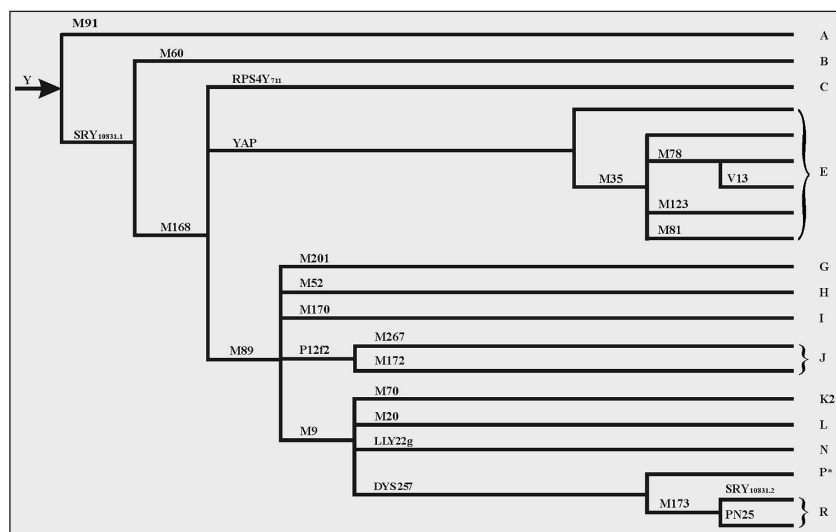 M91 A
M60 B
Y RPS4Y711 C
SRY10831.1 YAP
M78 E
M35 V13
M123
M168 M81
M201 G
M52 H
M170 I
M267
M89 P12f2 M172 J
M70 K2
M20 L
M9 LLY22g N
P*
DYS257 SRY10831.2
M173 PN25 R